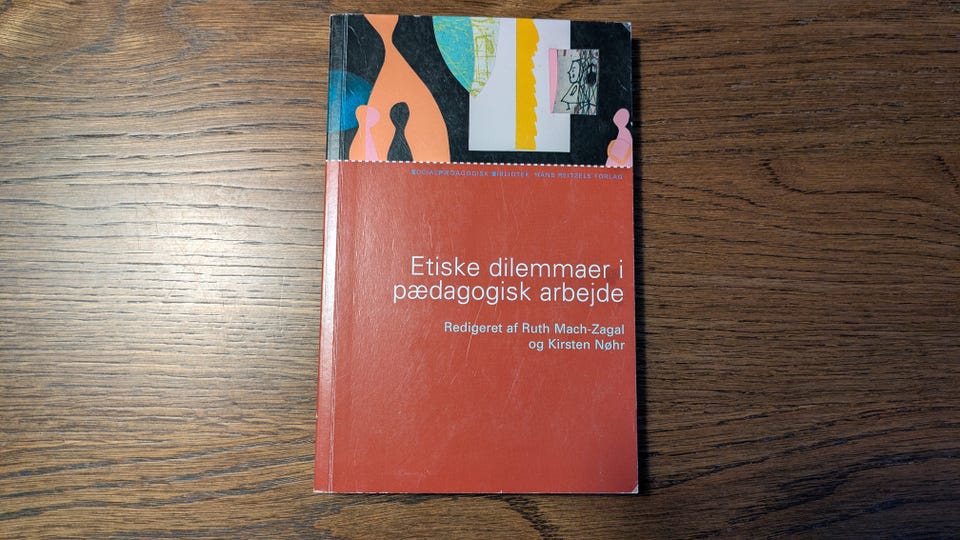 SOCIALPÆDAGOGISK BIBLIOTEK HANS REITZELS FORLAG
Etiske dilemmaer i
pædagogisk arbejde
Redigeret af Ruth Mach-Zagal
og Kirsten Nøhr